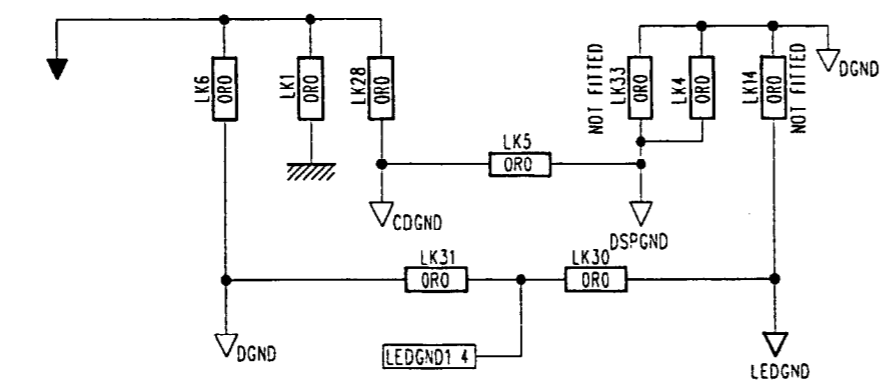 LK6
0R0
LK1
0R0
LK28
0R0
NOT FITTED
LK33
0R0
LK4
0R0
LK14
0R0
NOT FITTED
DGND
LK5
0R0
CDGND
DSPGND
LK31
0R0
LK30
0R0
DGND
LEDGND1 4
LEDGND